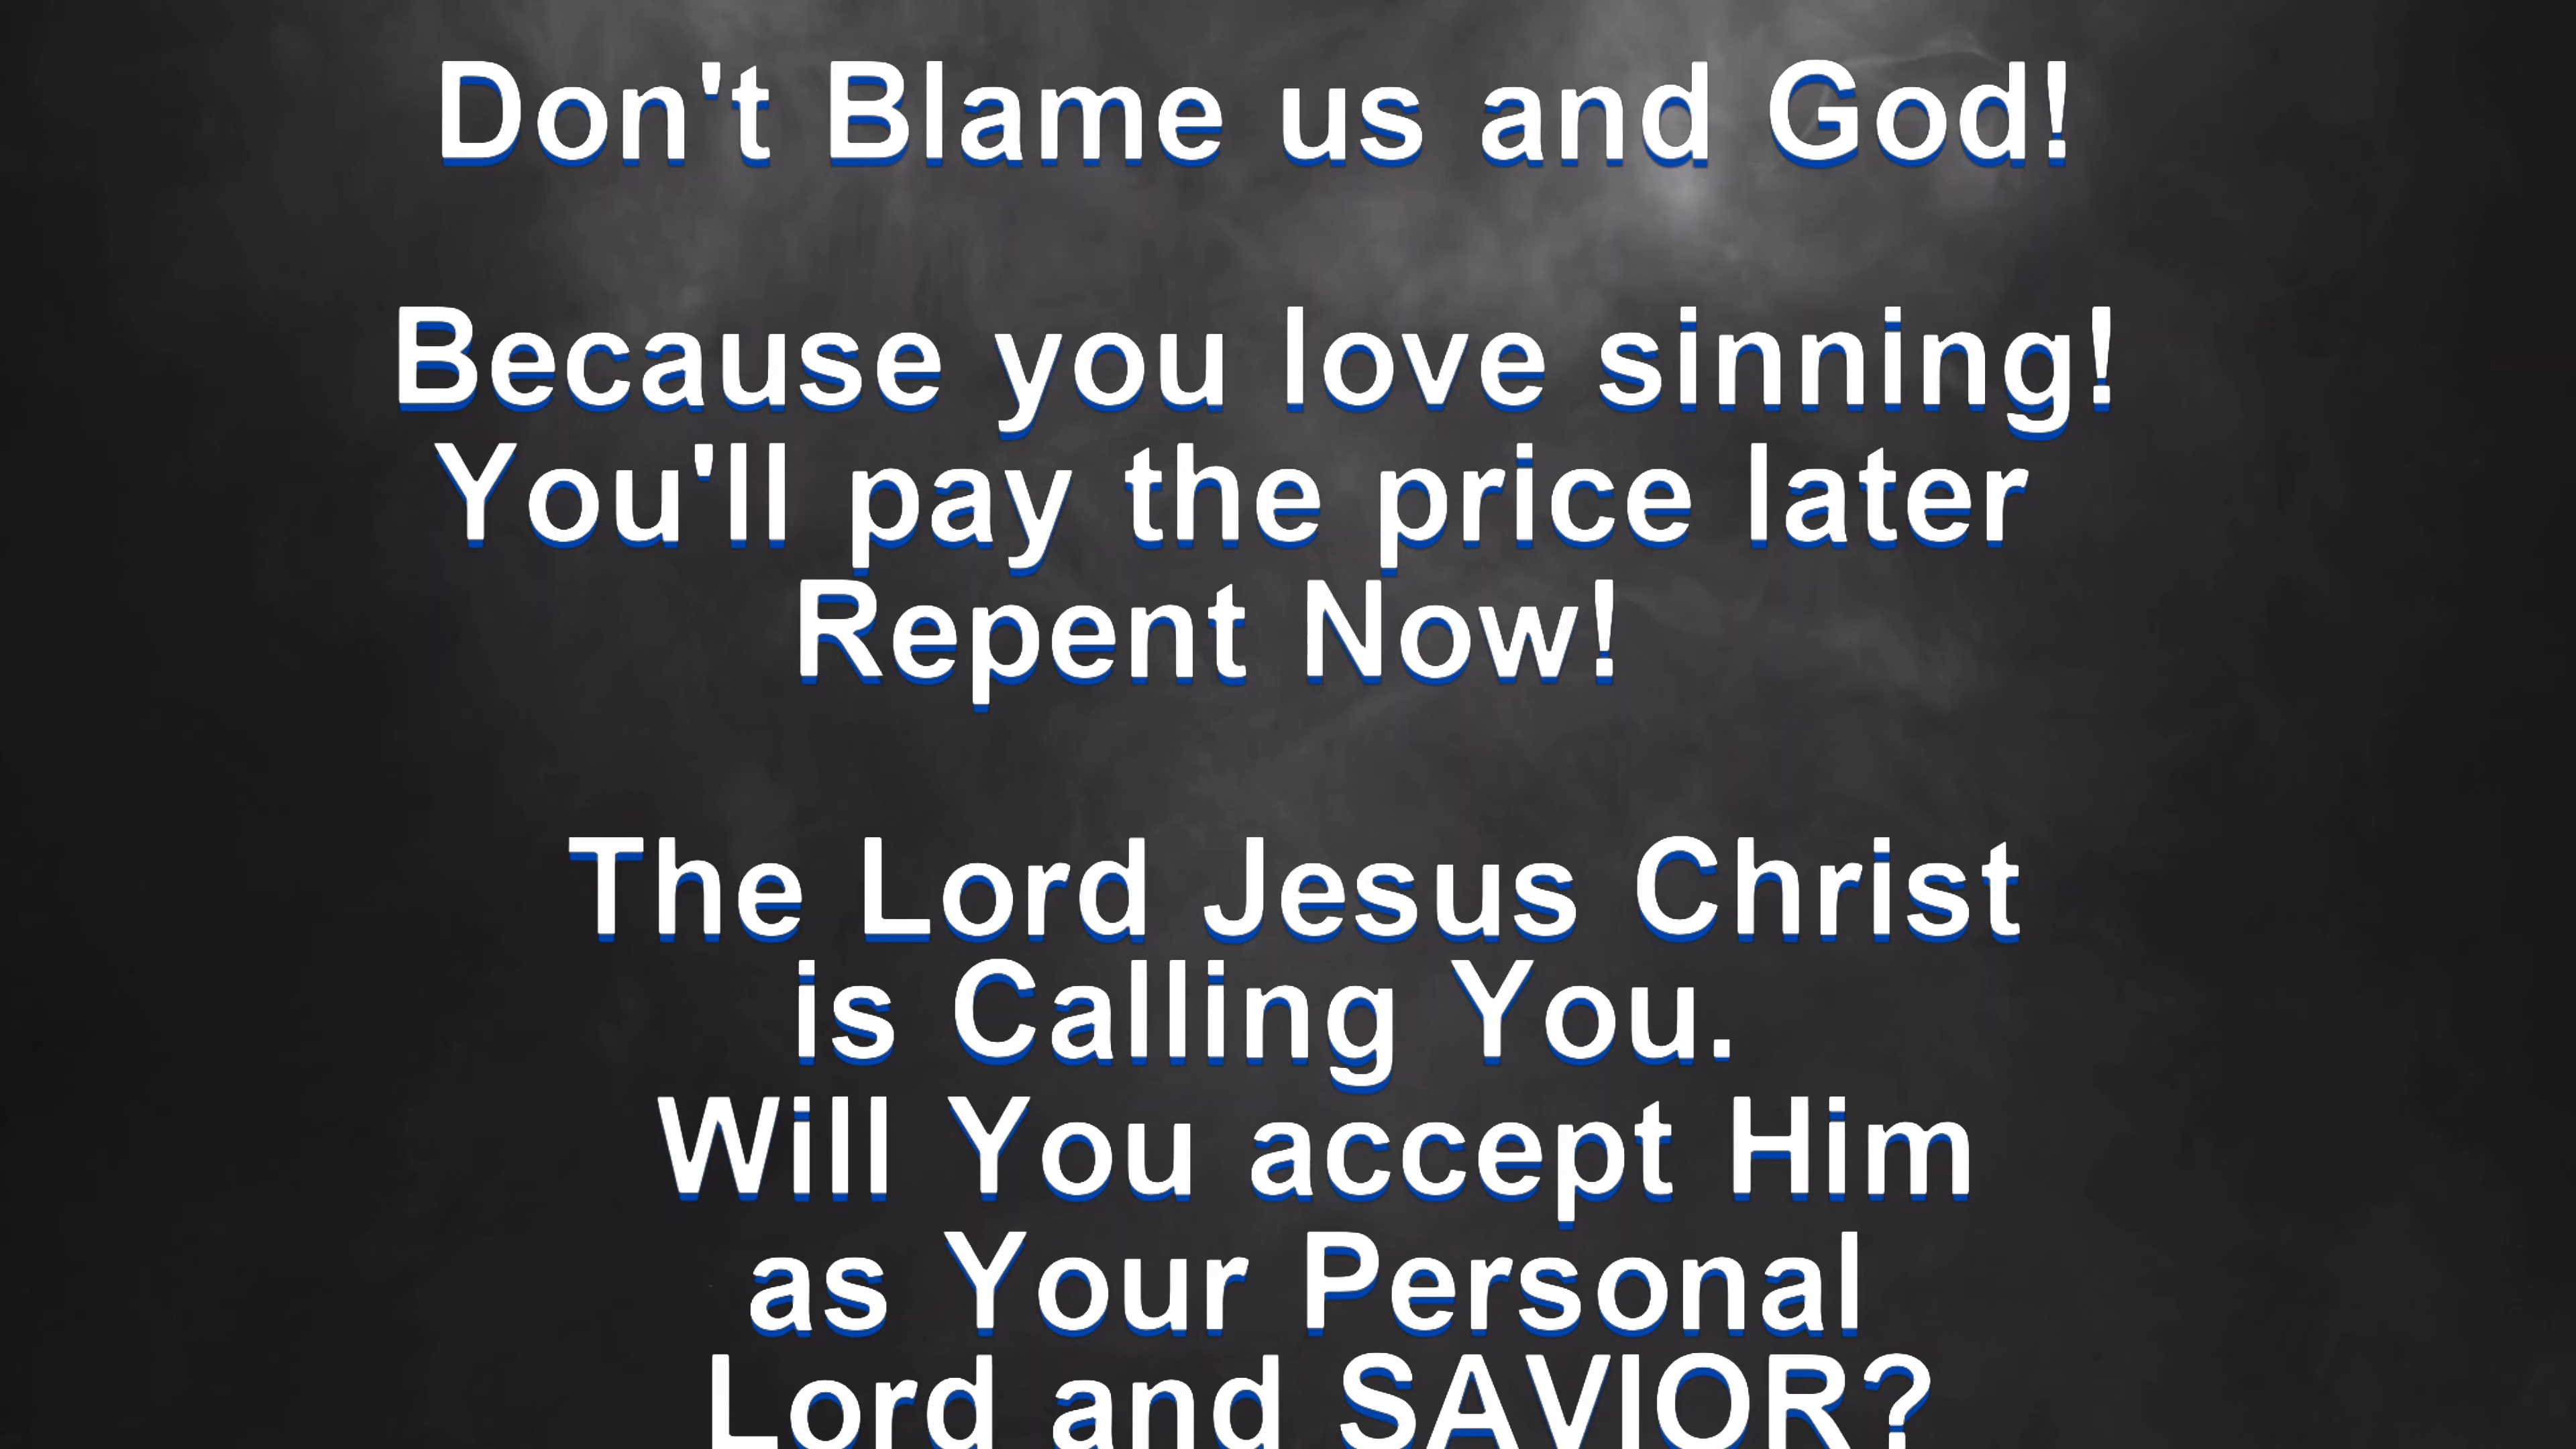 Don't Blame us and God!
Because you love sinning!
You'll pay the price later
Repent Now!
The Lord Jesus Christ
is Calling You.
Will You accept Him
as Your Personal
Lord and SAVIOR?